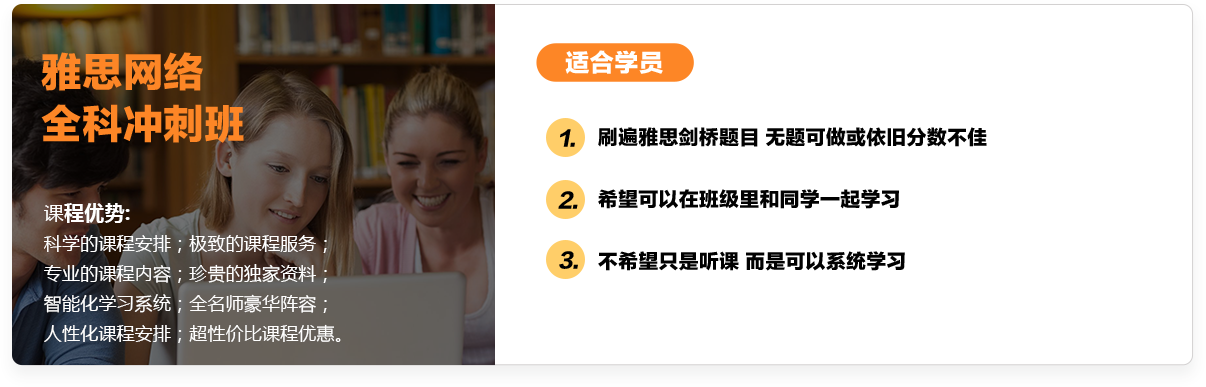 雅思网络
全科冲刺班
课程优势:
科学的课程安排；极致的课程服务；
专业的课程内容；珍贵的独家资料；
智能化学习系统；全名师豪华阵容；
人性化课程安排；超性价比课程优惠。
适合学员
1. 刷遍雅思剑桥题目 无题可做或依旧分数不佳
2. 希望可以在班级里和同学一起学习
3. 不希望只是听课 而是可以系统学习